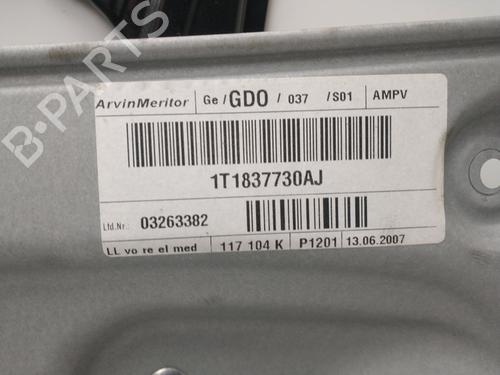 ArvinMeritor Ge/GDO / 037 /S01 AMPV
1T1837730AJ
Lfd.Nr.: 03263382
LL vo re el med 117 104 K P1201 13.06.2007
B-PARTS